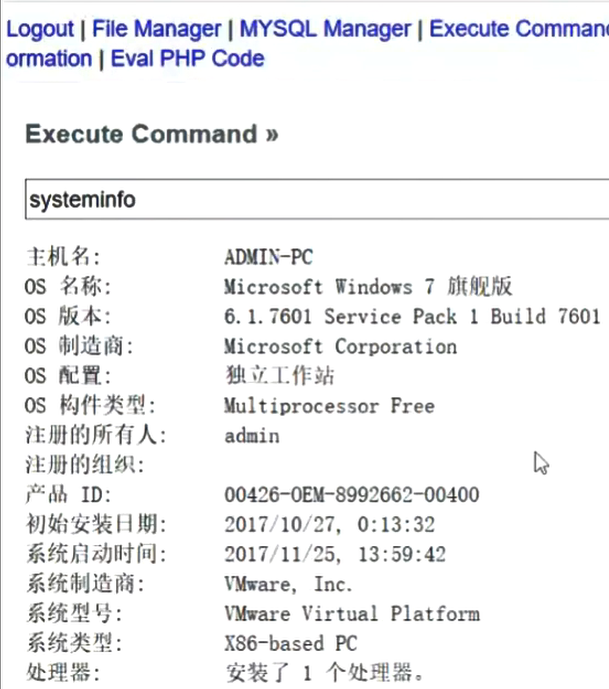 Logout | File Manager | MYSQL Manager | Execute Comman
ormation | Eval PHP Code
Execute Command »
systeminfo
主机名: ADMIN-PC
OS 名称: Microsoft Windows 7 旗舰版
OS 版本: 6.1.7601 Service Pack 1 Build 7601
OS 制造商: Microsoft Corporation
OS 配置: 独立工作站
OS 构件类型: Multiprocessor Free
注册的所有人: admin
注册的组织:
产品 ID: 00426-OEM-8992662-00400
初始安装日期: 2017/10/27, 0:13:32
系统启动时间: 2017/11/25, 13:59:42
系统制造商: VMware, Inc.
系统型号: VMware Virtual Platform
系统类型: X86-based PC
处理器: 安装了 1 个处理器。